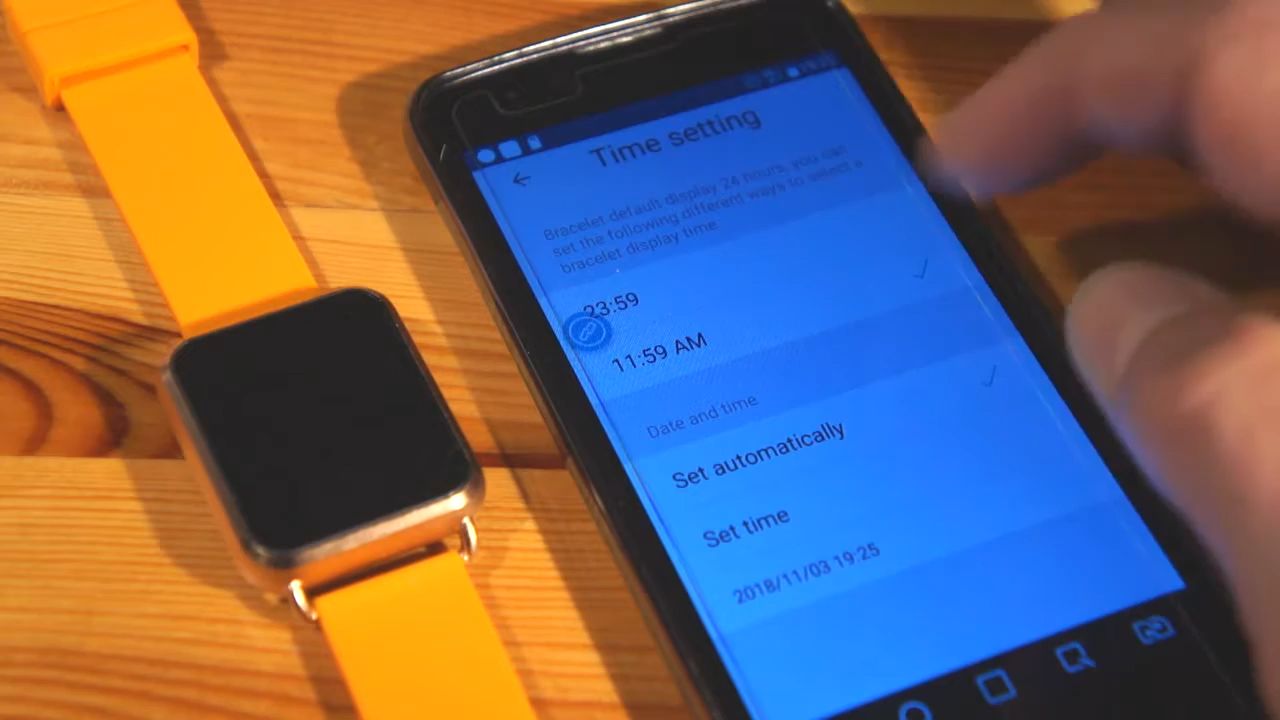 Time setting
Bracelet default display 24 hours, you can
set the following different ways to select a
bracelet display time
23:59
11:59 AM
Date and time
Set automatically
Set time
2018/11/03 19:25